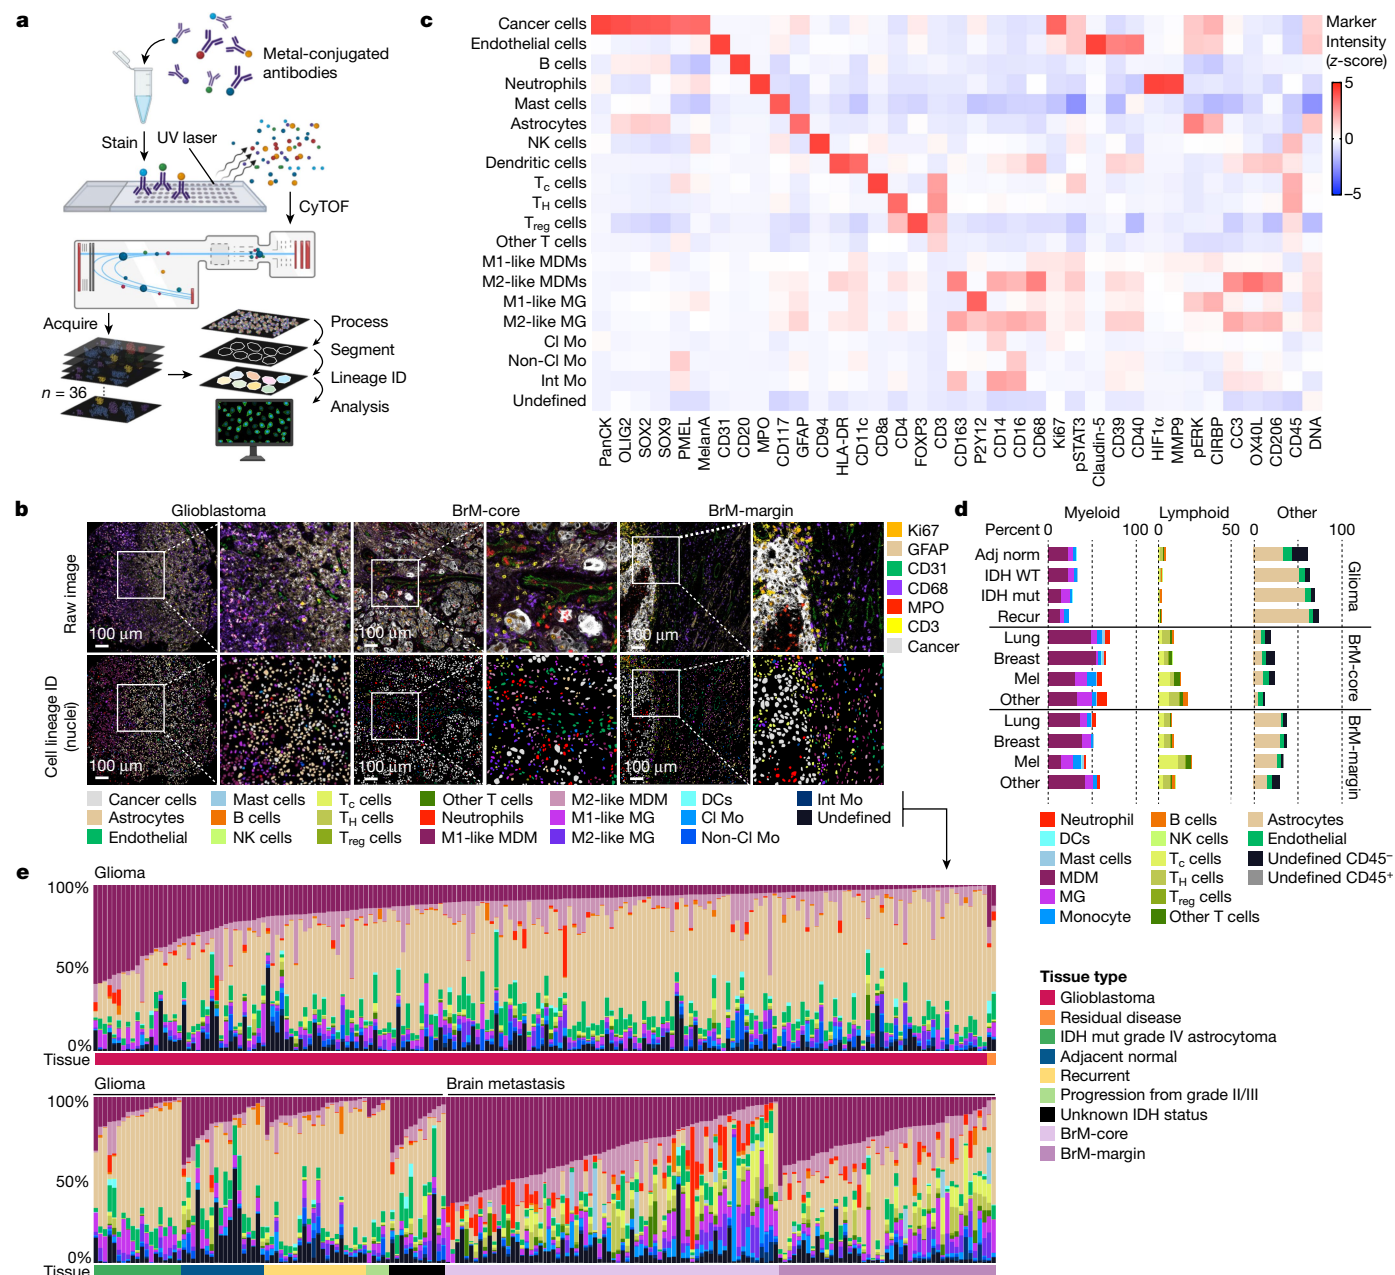 a
Metal-conjugated
antibodies
Stain
UV laser
CyTOF
Acquire
n = 36
Process
Segment
Lineage ID
Analysis
c
Cancer cells
Endothelial cells
B cells
Neutrophils
Mast cells
Astrocytes
NK cells
Dendritic cells
Tc cells
TH cells
Treg cells
Other T cells
M1-like MDMs
M2-like MDMs
M1-like MG
M2-like MG
Cl Mo
Non-Cl Mo
Int Mo
Undefined
PanCK
OLIG2
SOX2
SOX9
PMEL
MelanA
CD31
CD20
MPO
CD117
GFAP
CD94
HLA-DR
CD11c
CD8a
CD4
FOXP3
CD3
CD163
P2Y12
CD14
CD16
CD68
Ki67
pSTAT3
Claudin-5
CD39
CD40
HIF1α
MMP9
pERK
CIRBP
CC3
OX40L
CD206
CD45
DNA
Marker
Intensity
(z-score)
5
0
−5
b
Glioblastoma
BrM-core
BrM-margin
Raw image
100 μm
100 μm
100 μm
Ki67
GFAP
CD31
CD68
MPO
CD3
Cancer
Cell lineage ID
(nuclei)
100 μm
100 μm
100 μm
Cancer cells
Mast cells
Tc cells
Other T cells
M2-like MDM
DCs
Int Mo
Astrocytes
B cells
TH cells
Neutrophils
M1-like MG
Cl Mo
Undefined
Endothelial
NK cells
Treg cells
M1-like MDM
M2-like MG
Non-Cl Mo
d
Myeloid
Lymphoid
Other
Percent
0
100
0
50
0
100
Adj norm
IDH WT
IDH mut
Recur
Glioma
Lung
Breast
Mel
Other
BrM-core
Lung
Breast
Mel
Other
BrM-margin
Neutrophil
B cells
Astrocytes
DCs
NK cells
Endothelial
Mast cells
Tc cells
Undefined CD45−
MDM
TH cells
Undefined CD45+
MG
Treg cells
Monocyte
Other T cells
e
Glioma
100%
50%
0%
Tissue
Glioma
Brain metastasis
100%
50%
0%
Tissue
Tissue type
Glioblastoma
Residual disease
IDH mut grade IV astrocytoma
Adjacent normal
Recurrent
Progression from grade II/III
Unknown IDH status
BrM-core
BrM-margin